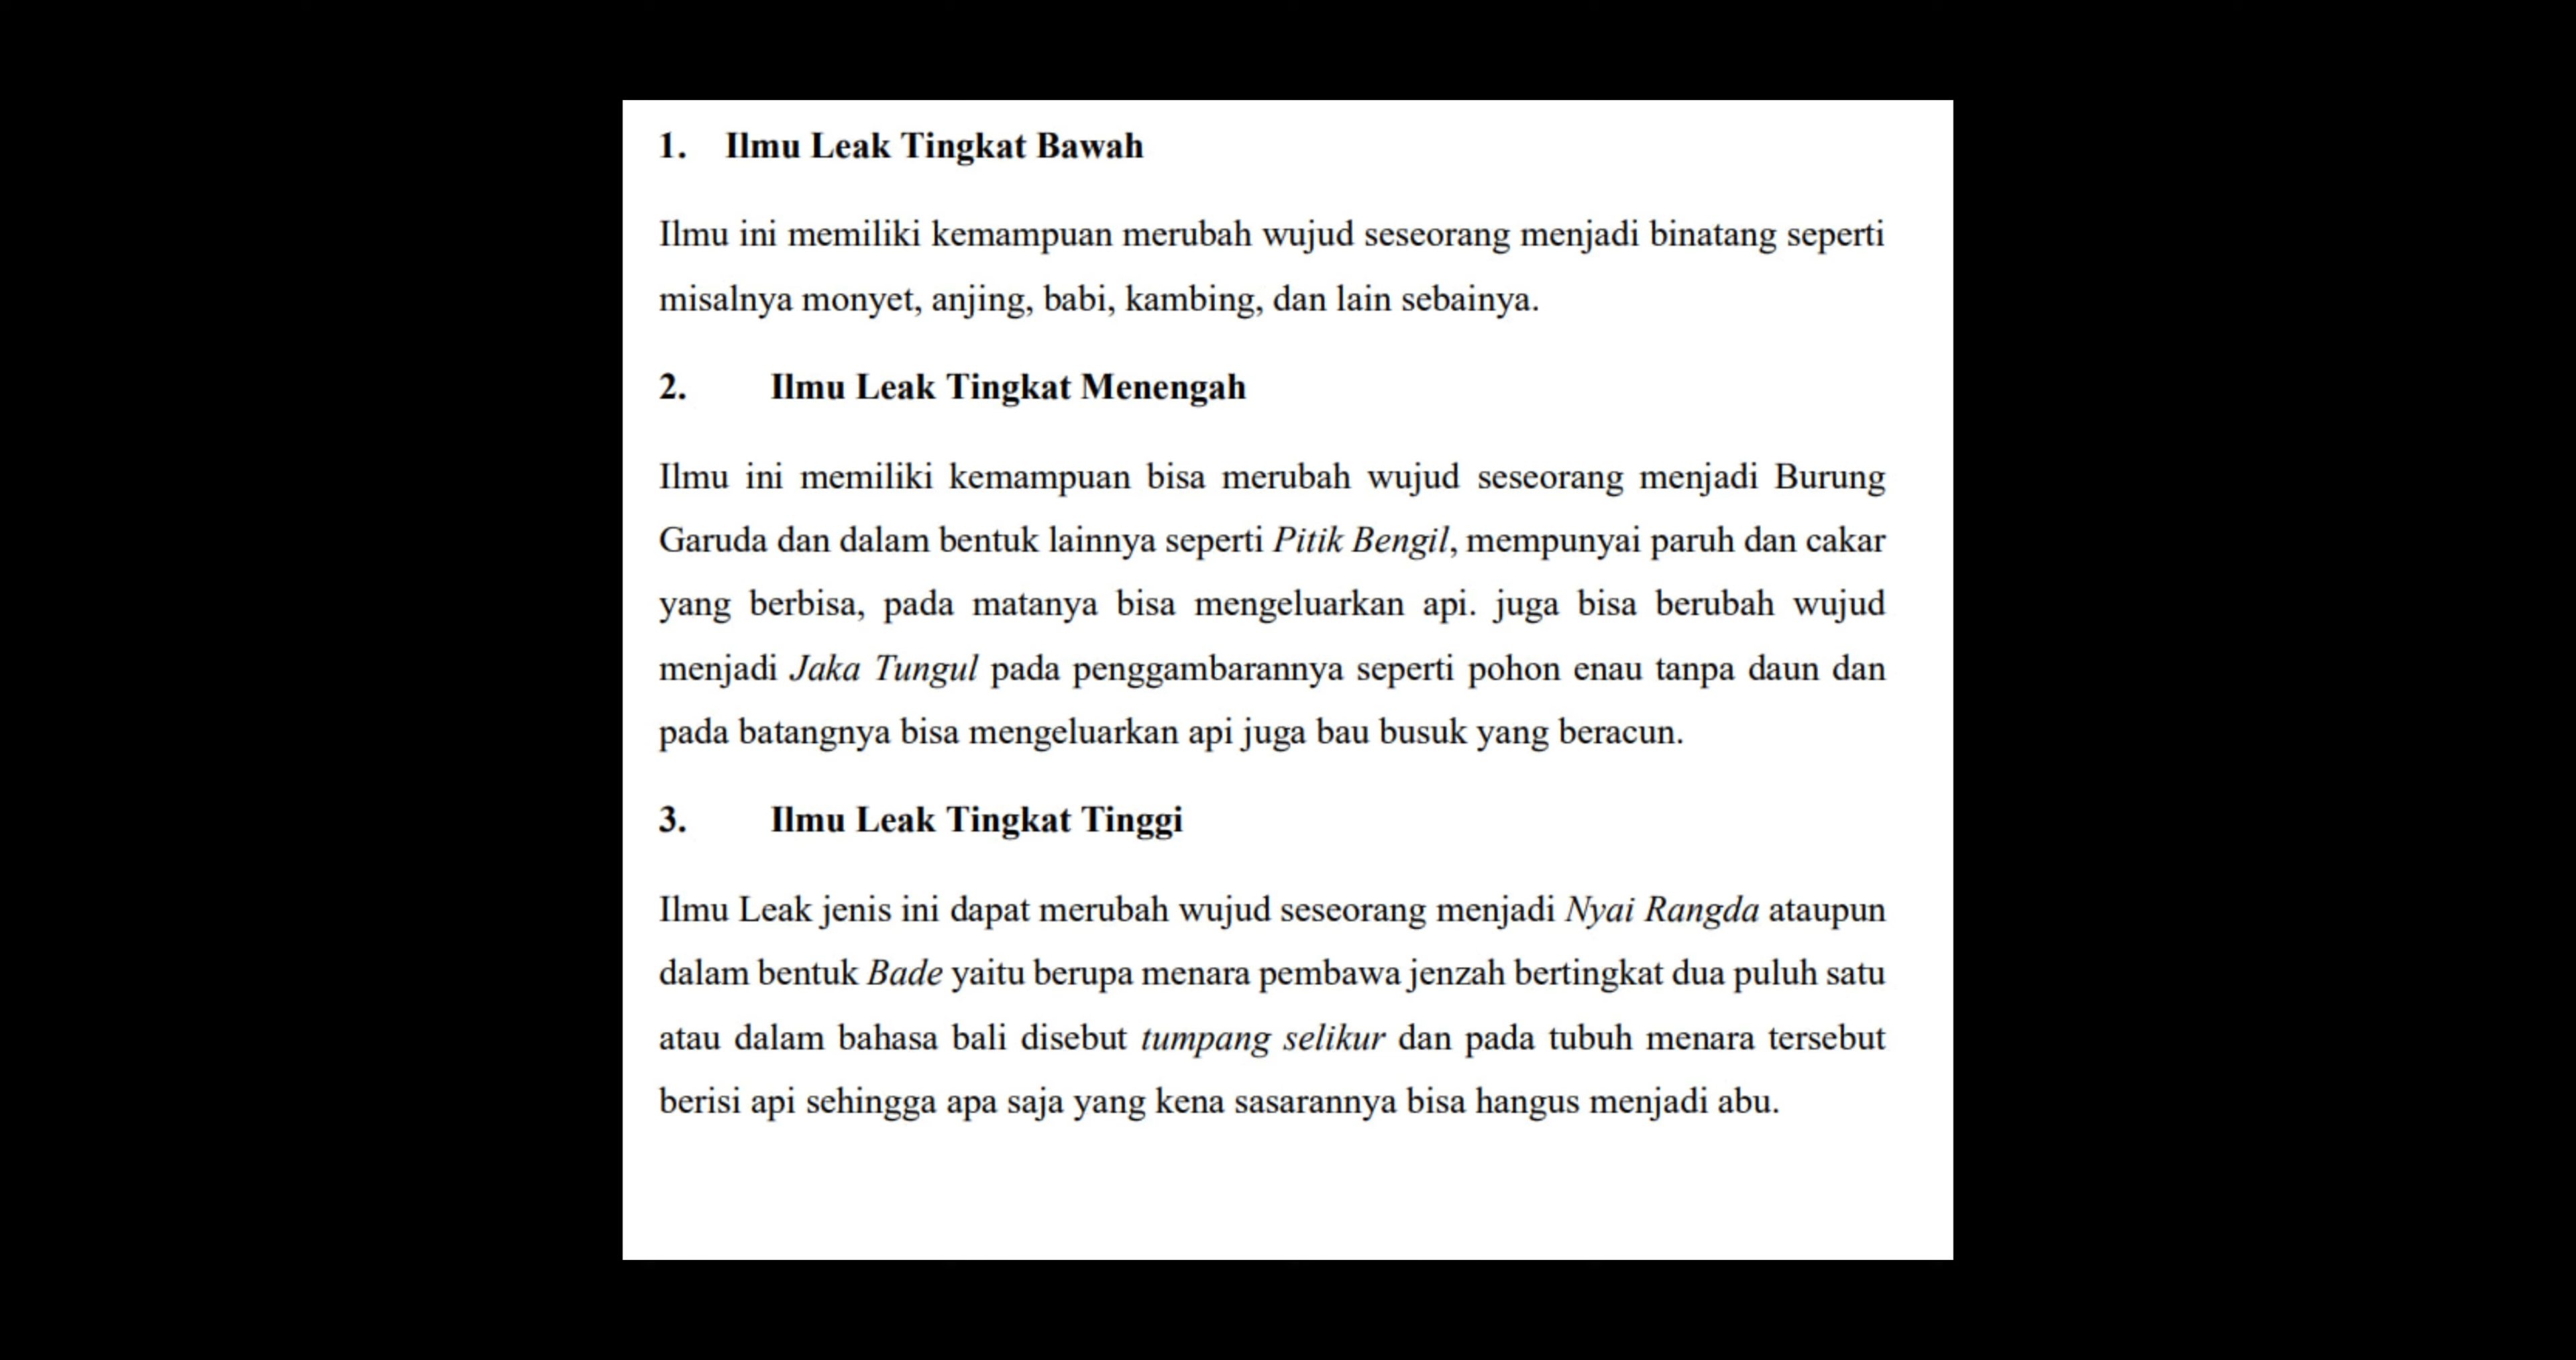 1. Ilmu Leak Tingkat Bawah
Ilmu ini memiliki kemampuan merubah wujud seseorang menjadi binatang seperti
misalnya monyet, anjing, babi, kambing, dan lain sebainya.
2. Ilmu Leak Tingkat Menengah
Ilmu ini memiliki kemampuan bisa merubah wujud seseorang menjadi Burung
Garuda dan dalam bentuk lainnya seperti Pitik Bengil, mempunyai paruh dan cakar
yang berbisa, pada matanya bisa mengeluarkan api. juga bisa berubah wujud
menjadi Jaka Tungul pada penggambarannya seperti pohon enau tanpa daun dan
pada batangnya bisa mengeluarkan api juga bau busuk yang beracun.
3. Ilmu Leak Tingkat Tinggi
Ilmu Leak jenis ini dapat merubah wujud seseorang menjadi Nyai Rangda ataupun
dalam bentuk Bade yaitu berupa menara pembawa jenzah bertingkat dua puluh satu
atau dalam bahasa bali disebut tumpang selikur dan pada tubuh menara tersebut
berisi api sehingga apa saja yang kena sasarannya bisa hangus menjadi abu.